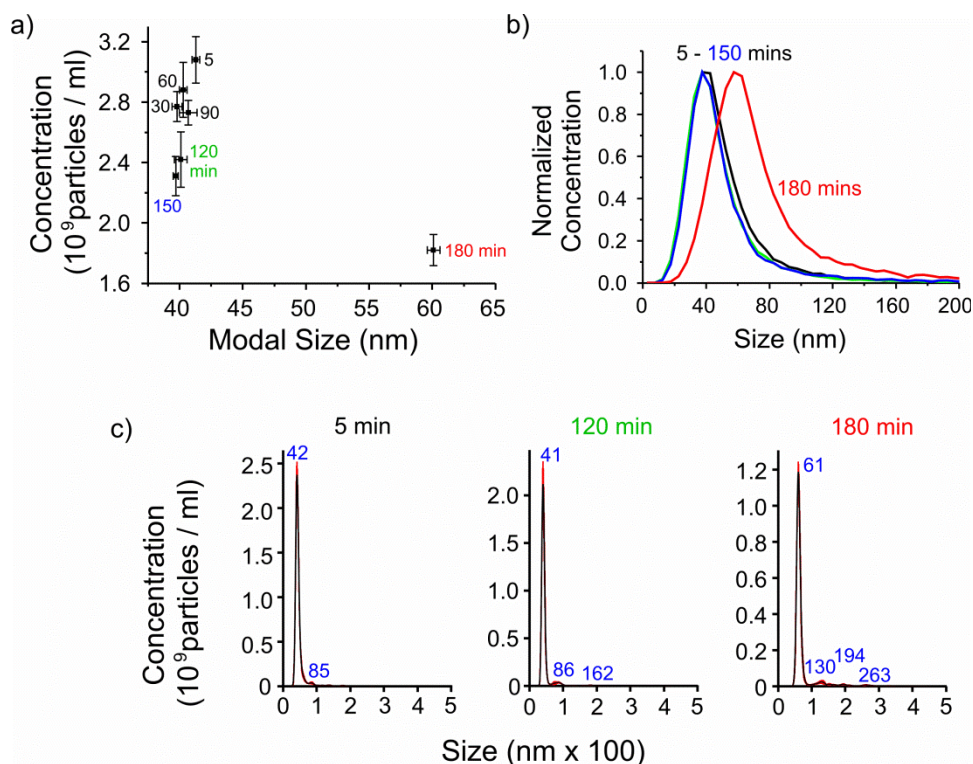 a)
Concentration
(10⁹particles / ml)
3.2
2.8
2.4
2.0
1.6
5
60
30
90
120
min
150
180 min
40 45 50 55 60 65
Modal Size (nm)
b)
Normalized
Concentration
1.0
0.8
0.6
0.4
0.2
0.0
5 - 150 mins
180 mins
0 40 80 120 160 200
Size (nm)
c)
Concentration
(10⁹particles / ml)
5 min
2.5
2.0
1.5
1.0
0.5
0
42
85
0 1 2 3 4 5
120 min
2.0
1.5
1.0
0.5
0
41
86
162
0 1 2 3 4 5
180 min
1.2
1.0
0.8
0.6
0.4
0.2
0
61
130
194
263
0 1 2 3 4 5
Size (nm x 100)